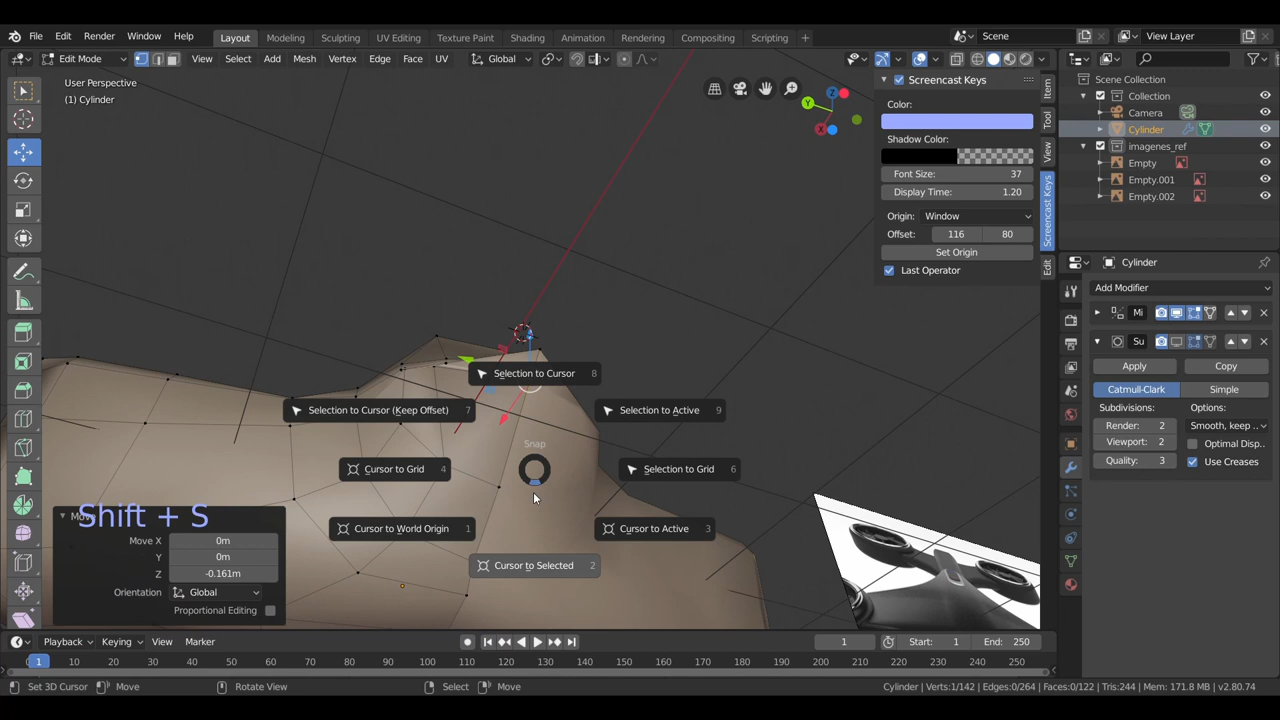 File Edit Render Window Help
Layout Modeling Sculpting UV Editing Texture Paint Shading Animation Rendering Compositing Scripting +
Scene
View Layer
Edit Mode View Select Add Mesh Vertex Edge Face UV Global
User Perspective
(1) Cylinder
Z
Y
X
Screencast Keys
Color:
Shadow Color:
Font Size: 37
Display Time: 1.20
Origin: Window
Offset: 116 80
Set Origin
Last Operator
Item
Tool
View
Screencast Keys
Edit
Scene Collection
Collection
Camera
Cylinder
imagenes_ref
Empty
Empty.001
Empty.002
Cylinder
Add Modifier
Mi
Su
Apply Copy
Catmull-Clark Simple
Subdivisions: Options:
Render: 2 Smooth, keep ..
Viewport: 2 Optimal Disp..
Quality: 3 Use Creases
Selection to Cursor 8
Selection to Cursor (Keep Offset) 7
Selection to Active 9
Snap
Cursor to Grid 4
Selection to Grid 6
Cursor to World Origin 1
Cursor to Active 3
Cursor to Selected 2
Shift + S
Move X 0m
Y 0m
Z -0.161m
Orientation Global
Proportional Editing
Playback Keying View Marker
1 Start: 1 End: 250
1 10 20 30 40 50 60 70 80 90 100 110 120 130 140 150 160 170 180 190 200 210 220 230 240 250
Set 3D Cursor Move Rotate View Select Move
Cylinder | Verts:1/142 | Edges:0/264 | Faces:0/122 | Tris:244 | Mem: 171.8 MB | v2.80.74